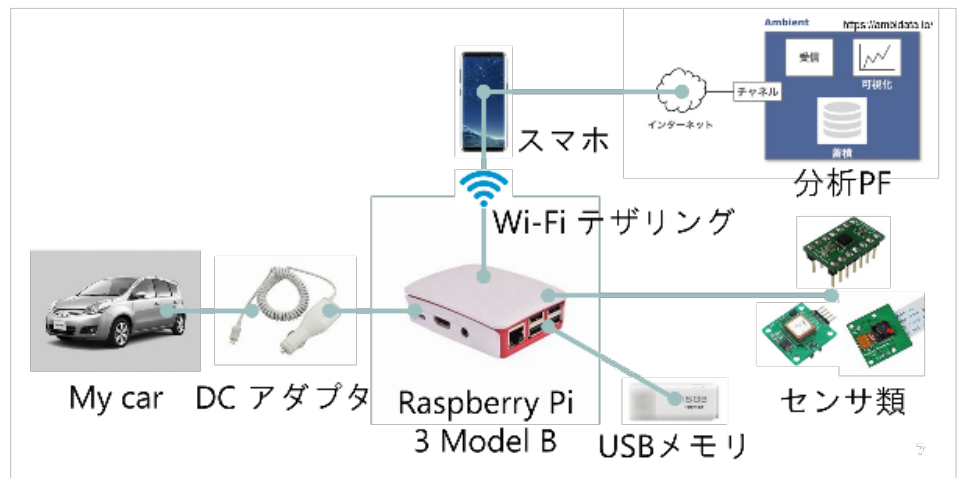 Ambient
https://ambidata.io/
受信
可視化
チャネル
インターネット
蓄積
スマホ
分析PF
Wi-Fi テザリング
My car
DC アダプタ
Raspberry Pi
3 Model B
USBメモリ
センサ類
7